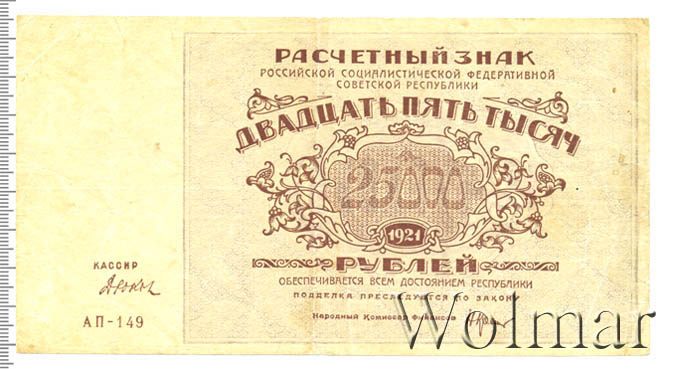 РАСЧЕТНЫЙ ЗНАК
РОССИЙСКОЙ СОЦИАЛИСТИЧЕСКОЙ ФЕДЕРАТИВНОЙ
СОВЕТСКОЙ РЕСПУБЛИКИ
ДВАДЦАТЬ ПЯТЬ ТЫСЯЧ
25000
1921
РУБЛЕЙ
ОБЕСПЕЧИВАЕТСЯ ВСЕМ ДОСТОЯНИЕМ РЕСПУБЛИКИ
ПОДДЕЛКА ПРЕСЛЕДУЕТСЯ ПО ЗАКОНУ
Народный Комиссар Финансов
КАССИР
АП-149
Wolmar